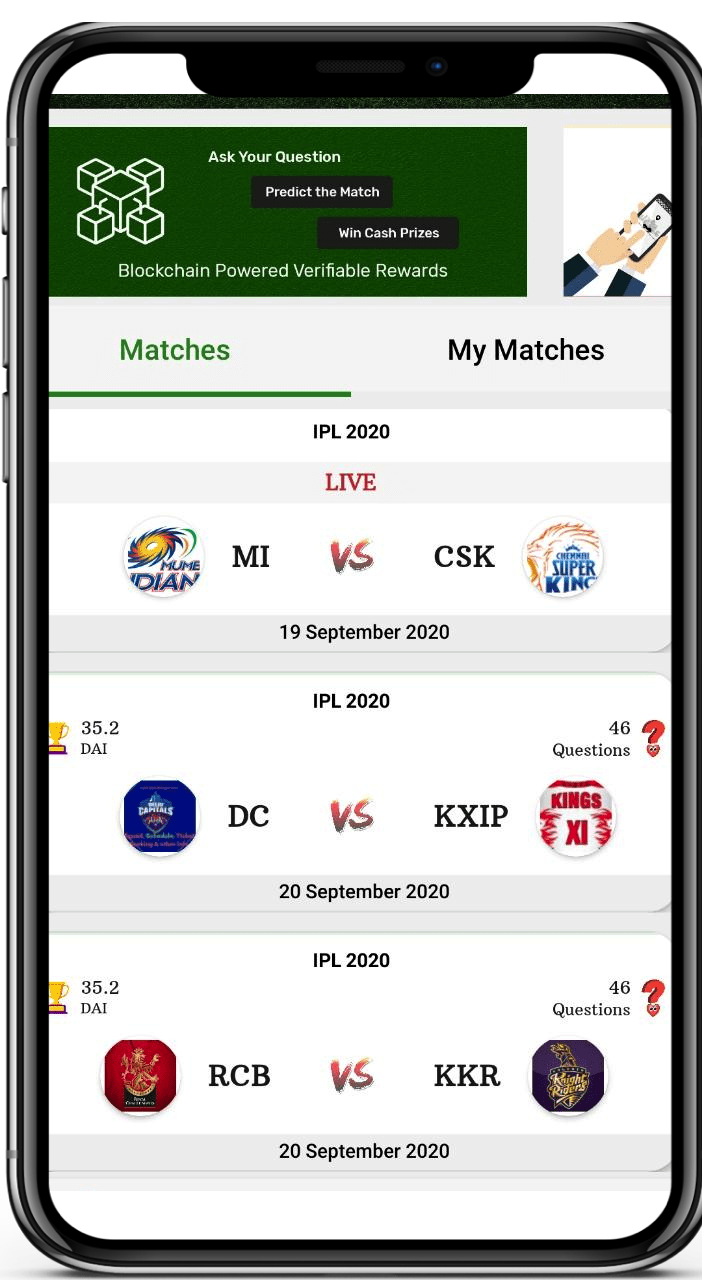 Ask Your Question
Predict the Match
Win Cash Prizes
Blockchain Powered Verifiable Rewards
Matches
My Matches
IPL 2020
LIVE
MI
VS
CSK
CHENNAI
SUPER
KING
MUMB
NDIAN
19 September 2020
IPL 2020
35.2
DAI
46
Questions
DC
VS
KXIP
DELHI
CAPITALS
KINGS
XI
20 September 2020
IPL 2020
35.2
DAI
46
Questions
RCB
VS
KKR
Knight
Riders
20 September 2020